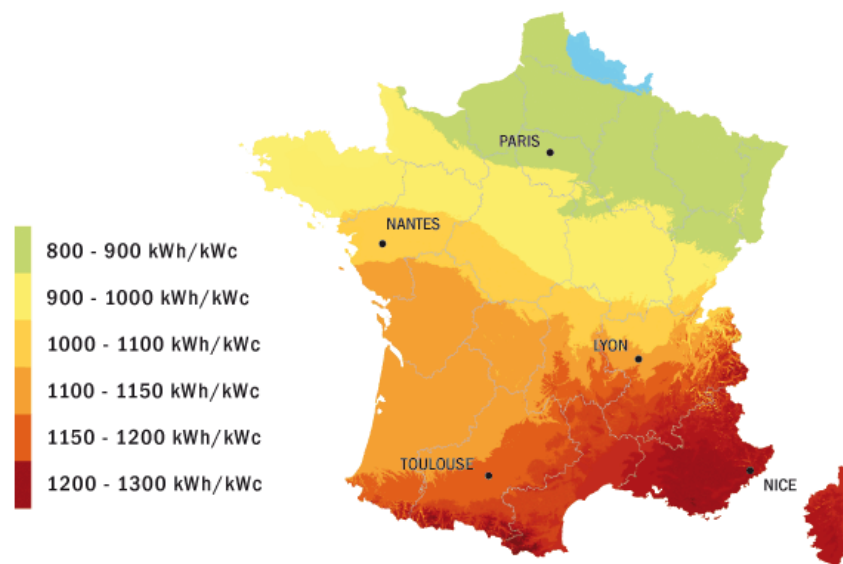 PARIS
NANTES
800 - 900 kWh/kWc
900 - 1000 kWh/kWc
1000 - 1100 kWh/kWc
LYON
1100 - 1150 kWh/kWc
1150 - 1200 kWh/kWc
TOULOUSE
1200 - 1300 kWh/kWc
NICE